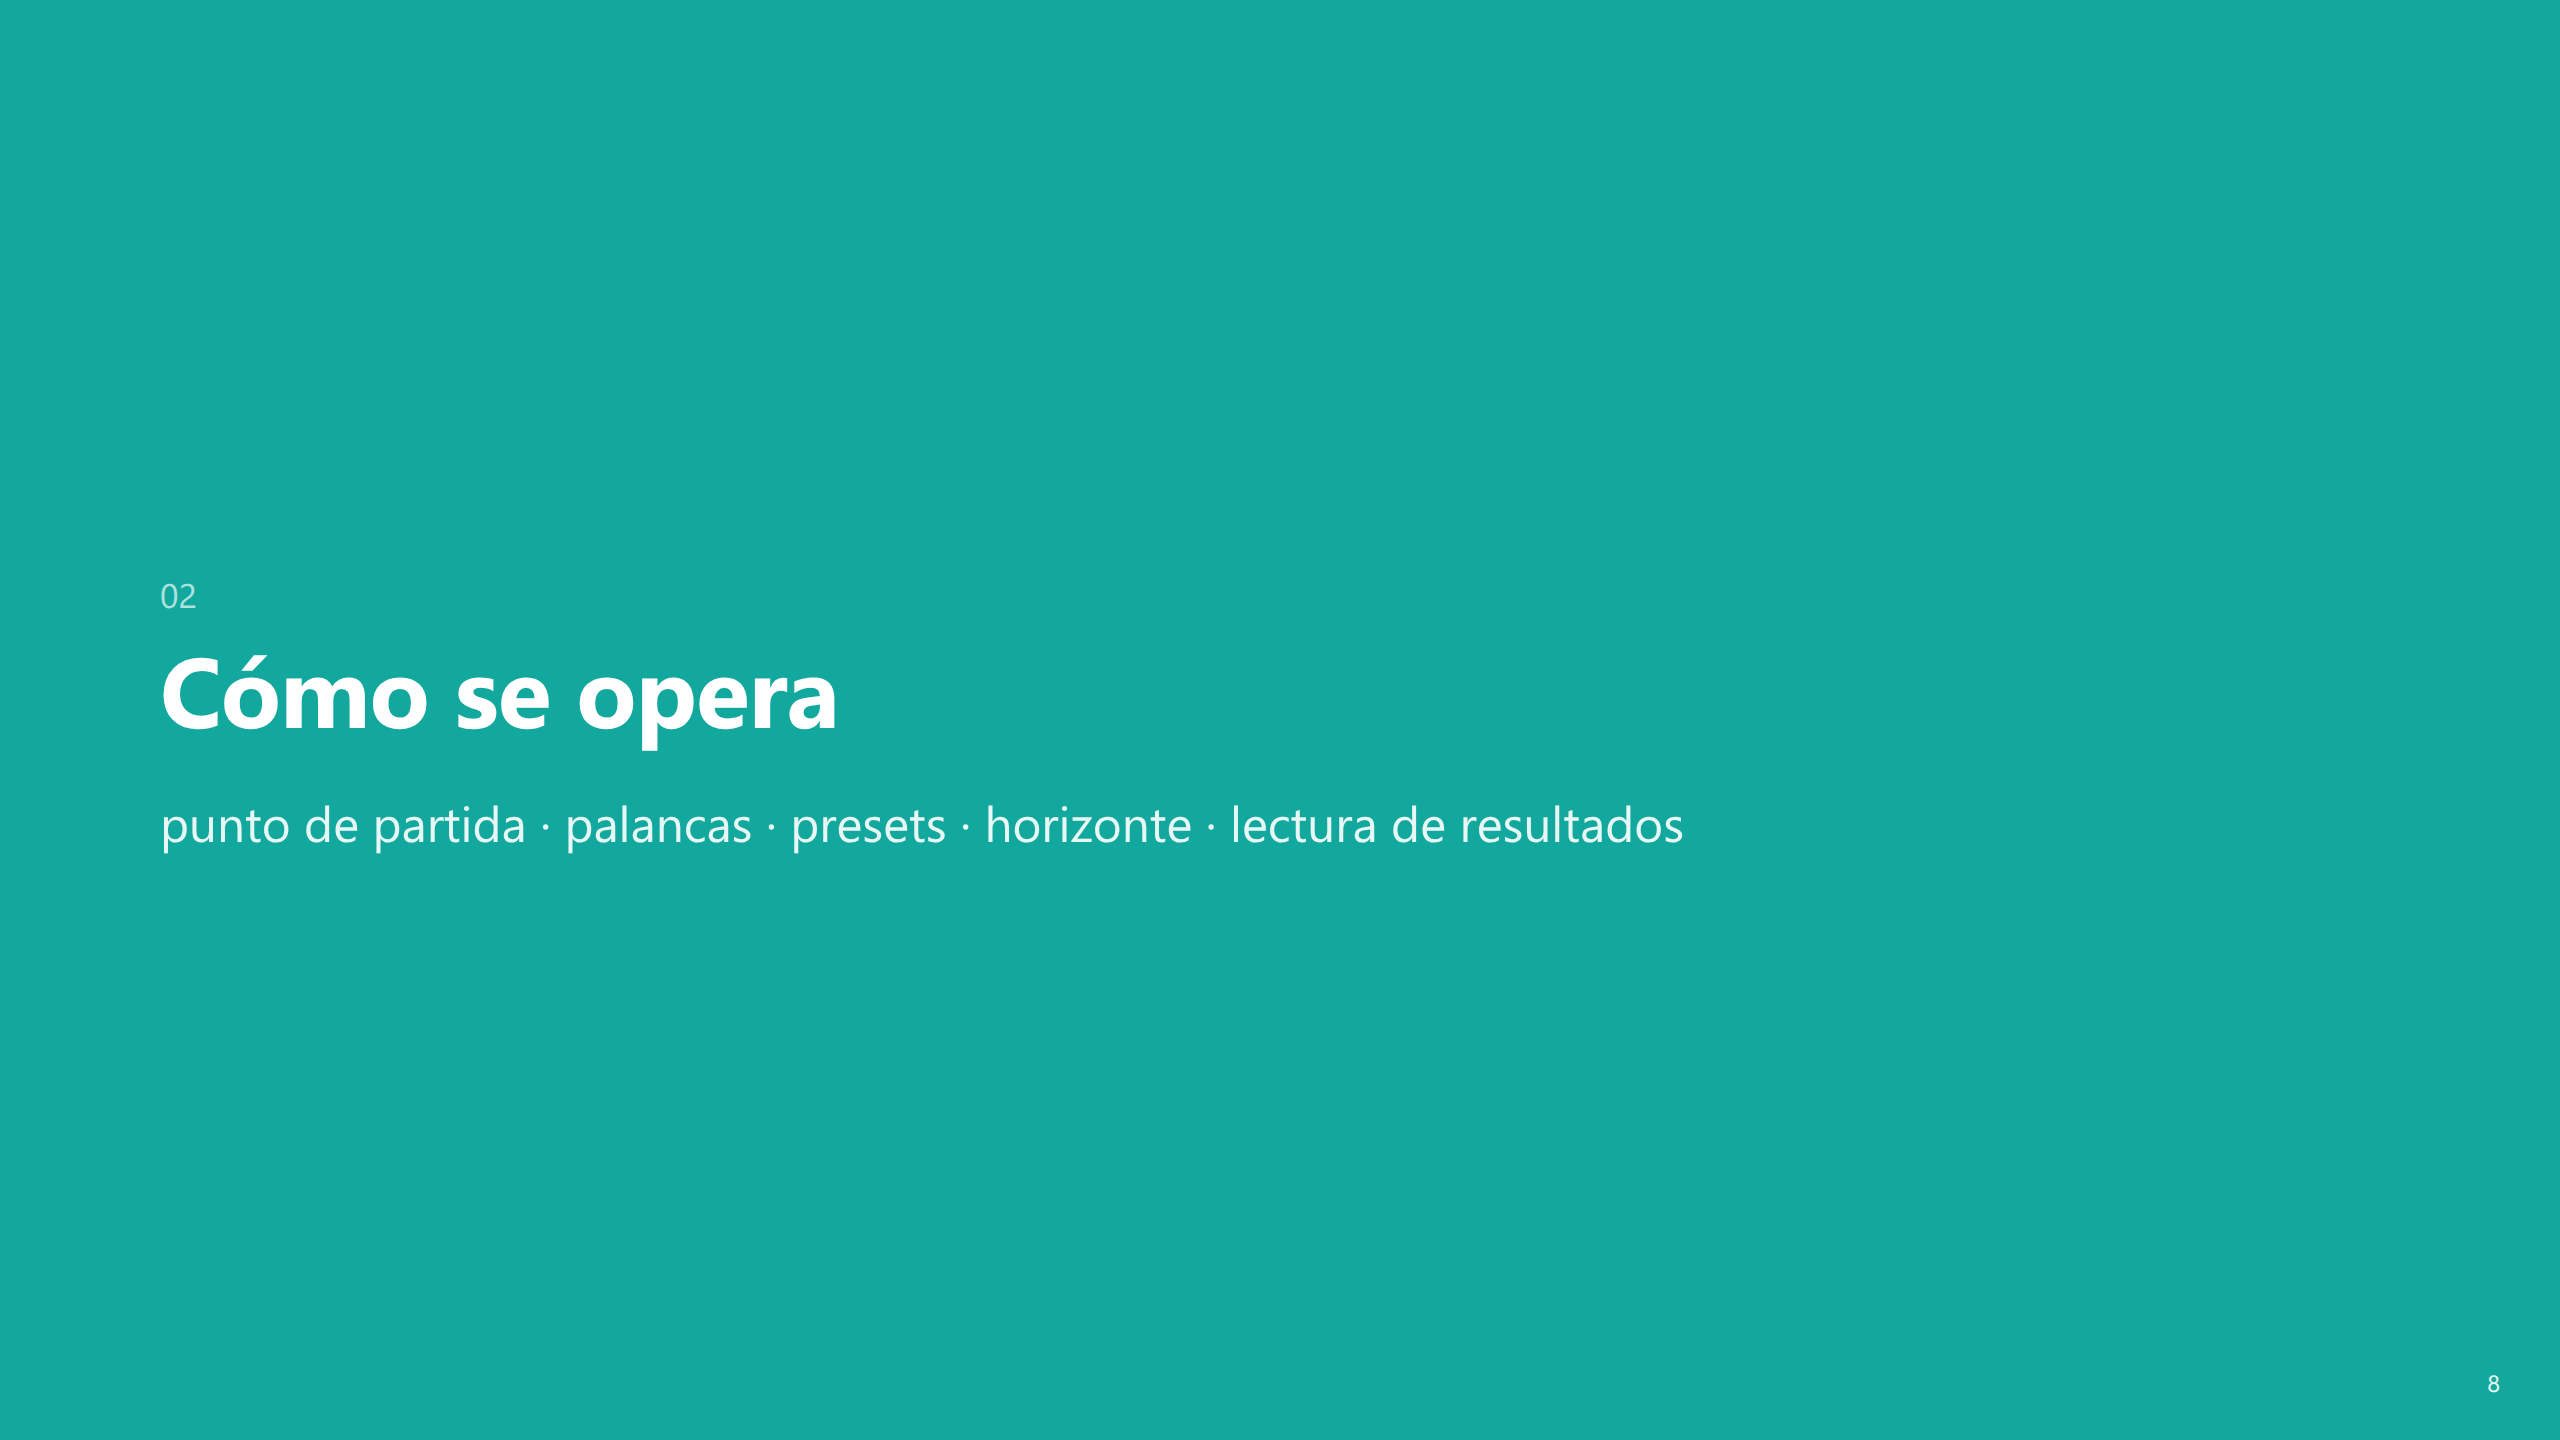 02
Cómo se opera
punto de partida · palancas · presets · horizonte · lectura de resultados
8